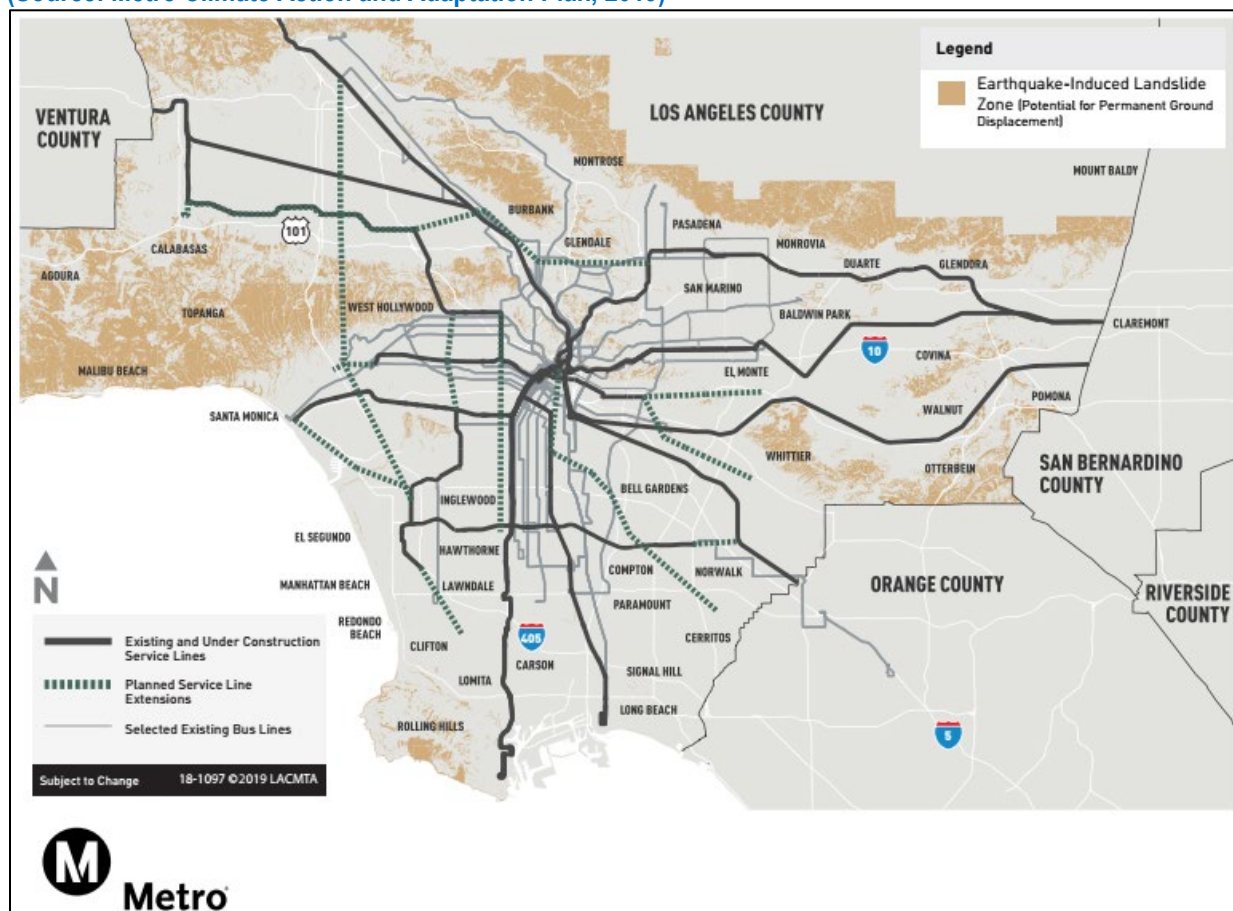 (Source: Metro Climate Action and Adaptation Plan, 2019)
Legend
Earthquake-Induced Landslide
Zone (Potential for Permanent Ground
Displacement)
VENTURA
COUNTY
LOS ANGELES COUNTY
MOUNT BALDY
MONTROSE
BURBANK
PASADENA
GLENDALE
MONROVIA
101
CALABASAS
DUARTE
GLENDORA
AGOURA
SAN MARINO
TOPANGA
WEST HOLLYWOOD
BALDWIN PARK
CLAREMONT
10
COVINA
MALIBU BEACH
EL MONTE
POMONA
WALNUT
SANTA MONICA
WHITTIER
SAN BERNARDINO
COUNTY
OTTERBEIN
BELL GARDENS
INGLEWOOD
EL SEGUNDO
HAWTHORNE
N
COMPTON
NORWALK
ORANGE COUNTY
MANHATTAN BEACH
LAWNDALE
RIVERSIDE
COUNTY
PARAMOUNT
REDONDO
BEACH
405
CERRITOS
CLIFTON
CARSON
SIGNAL HILL
LOMITA
LONG BEACH
ROLLING HILLS
5
Existing and Under Construction
Service Lines
Planned Service Line
Extensions
Selected Existing Bus Lines
Subject to Change 18-1097 ©2019 LACMTA
M
Metro